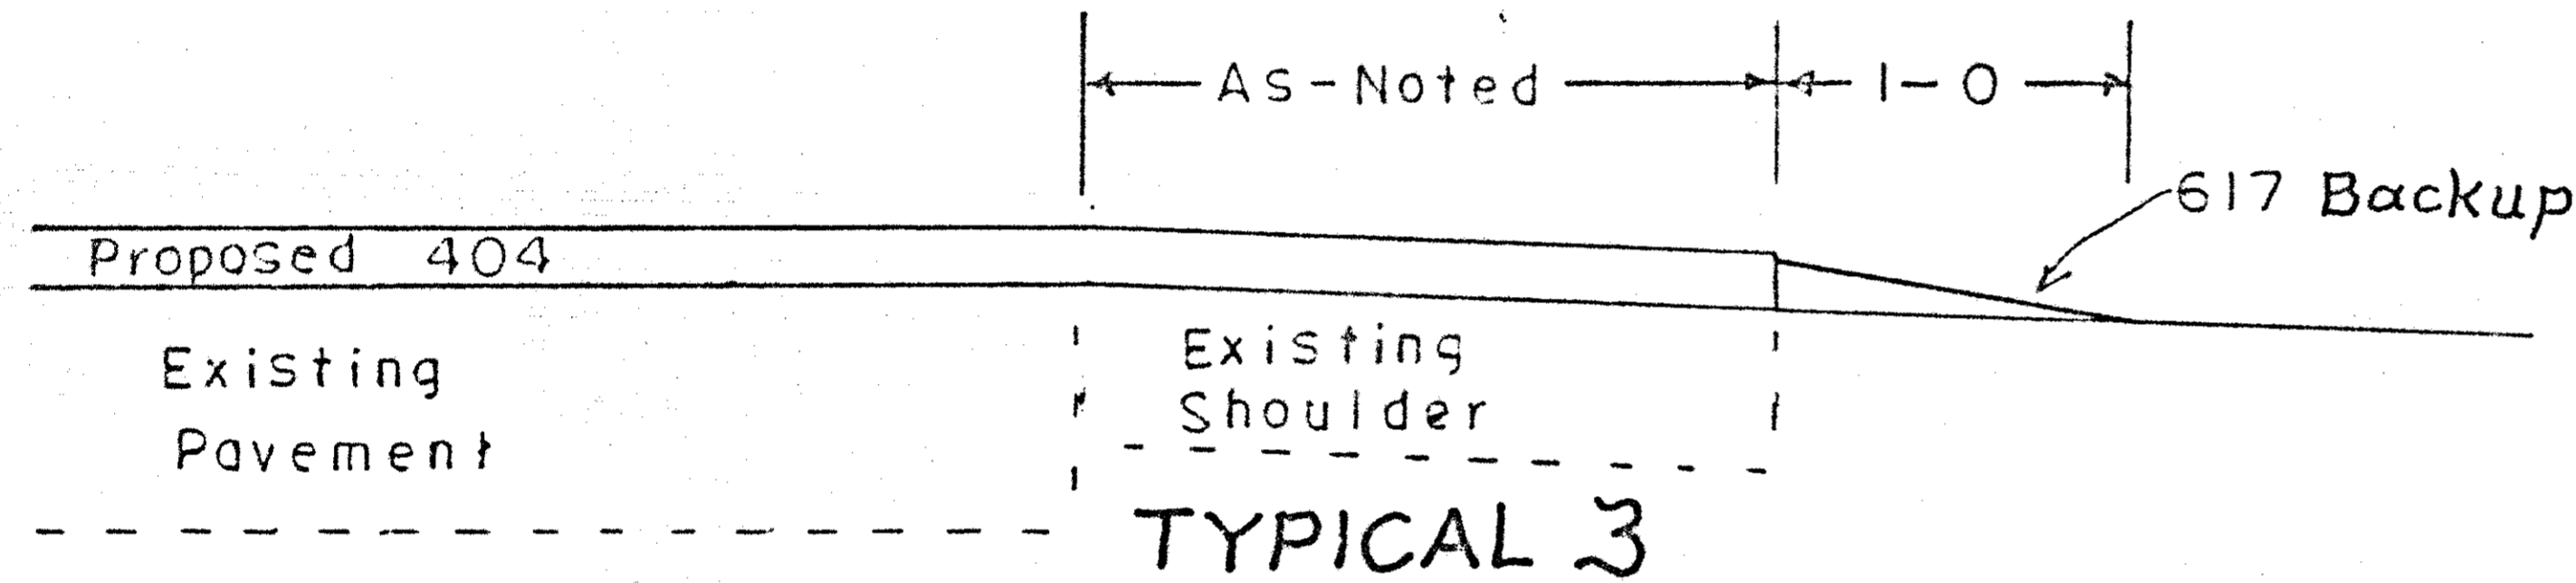 As-Noted
1-0
617 Backup
Proposed 404
Existing
Pavement
Existing
Shoulder
TYPICAL 3